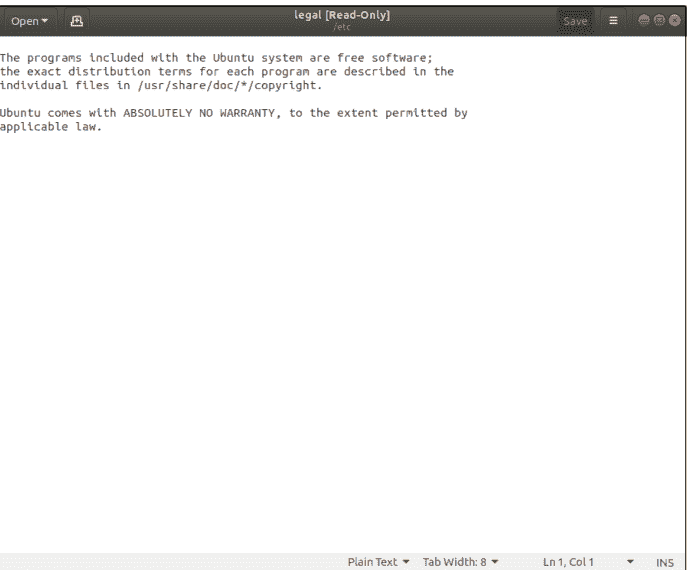 Open
legal [Read-Only]
/etc
Save
The programs included with the Ubuntu system are free software;
the exact distribution terms for each program are described in the
individual files in /usr/share/doc/*/copyright.
Ubuntu comes with ABSOLUTELY NO WARRANTY, to the extent permitted by
applicable law.
Plain Text Tab Width: 8 Ln 1, Col 1 INS